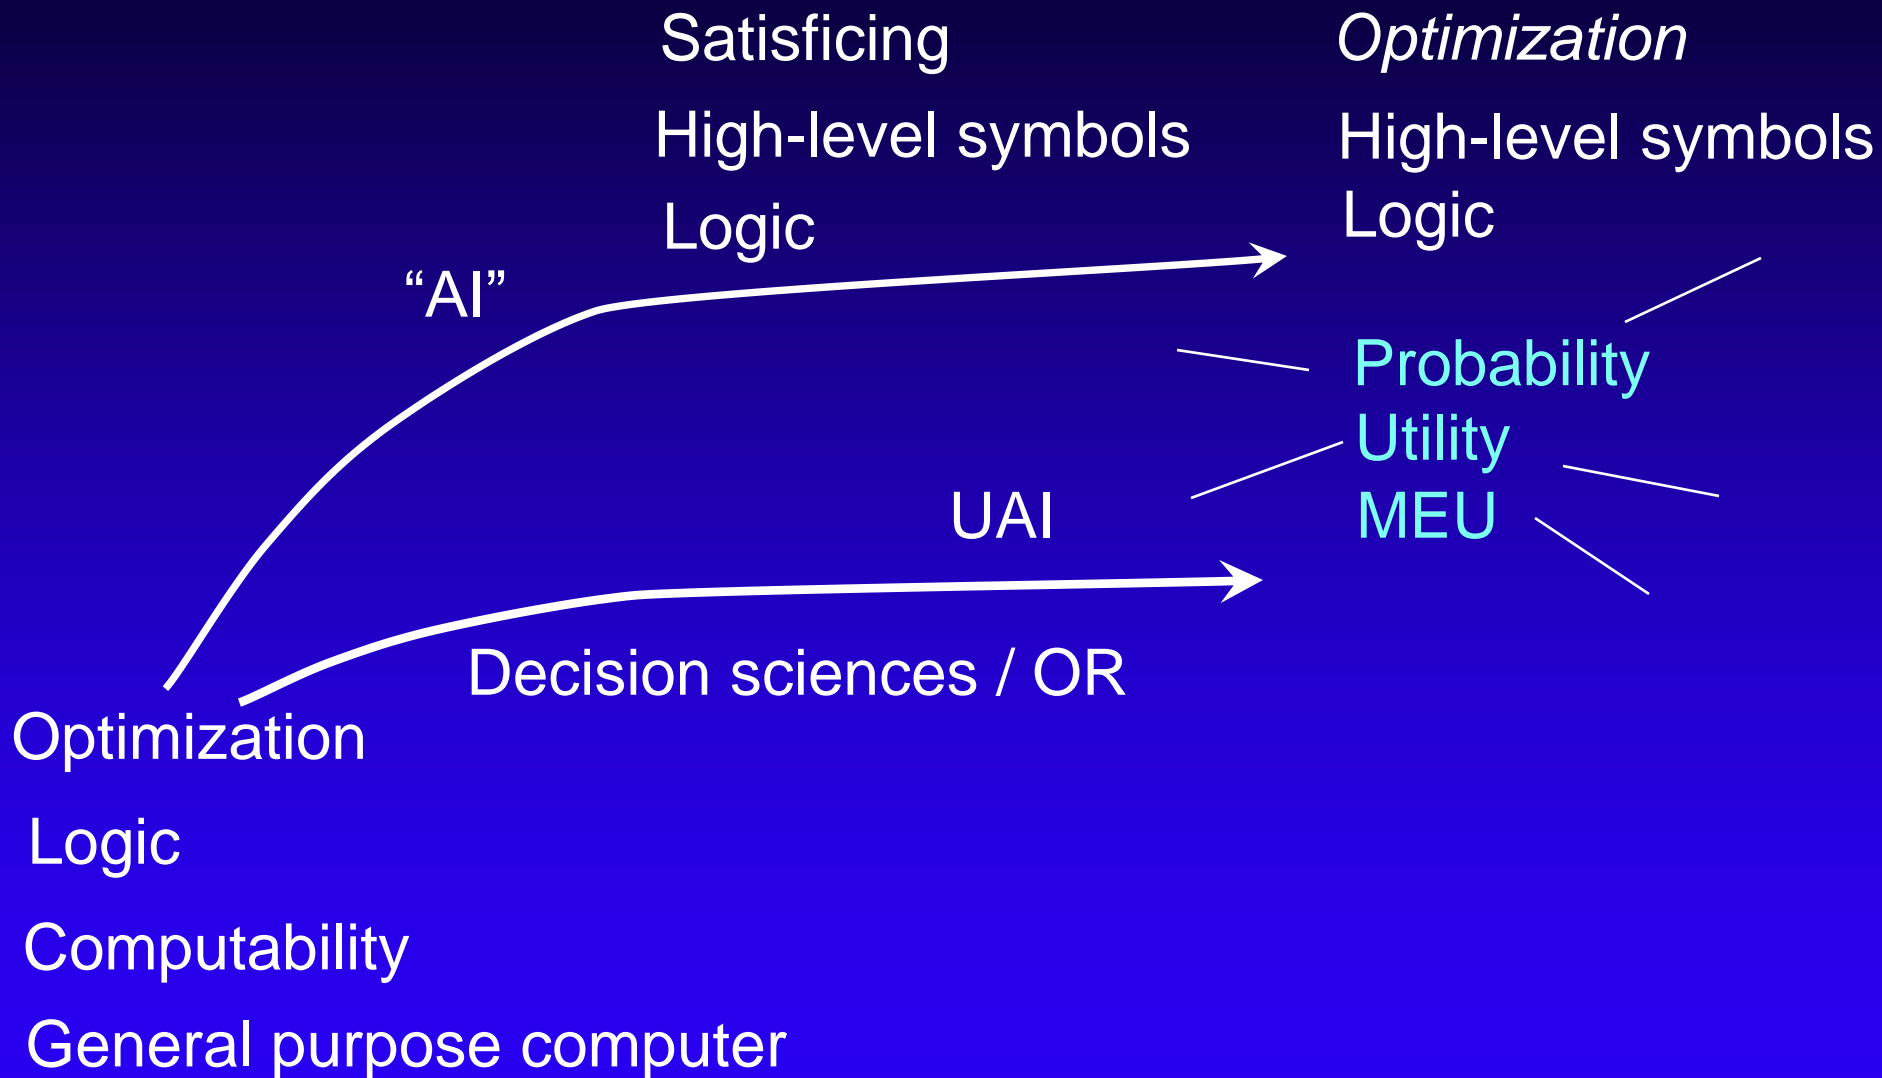 Satisficing
High-level symbols
Logic
Optimization
High-level symbols
Logic
“AI”
Probability
Utility
MEU
UAI
Decision sciences / OR
Optimization
Logic
Computability
General purpose computer